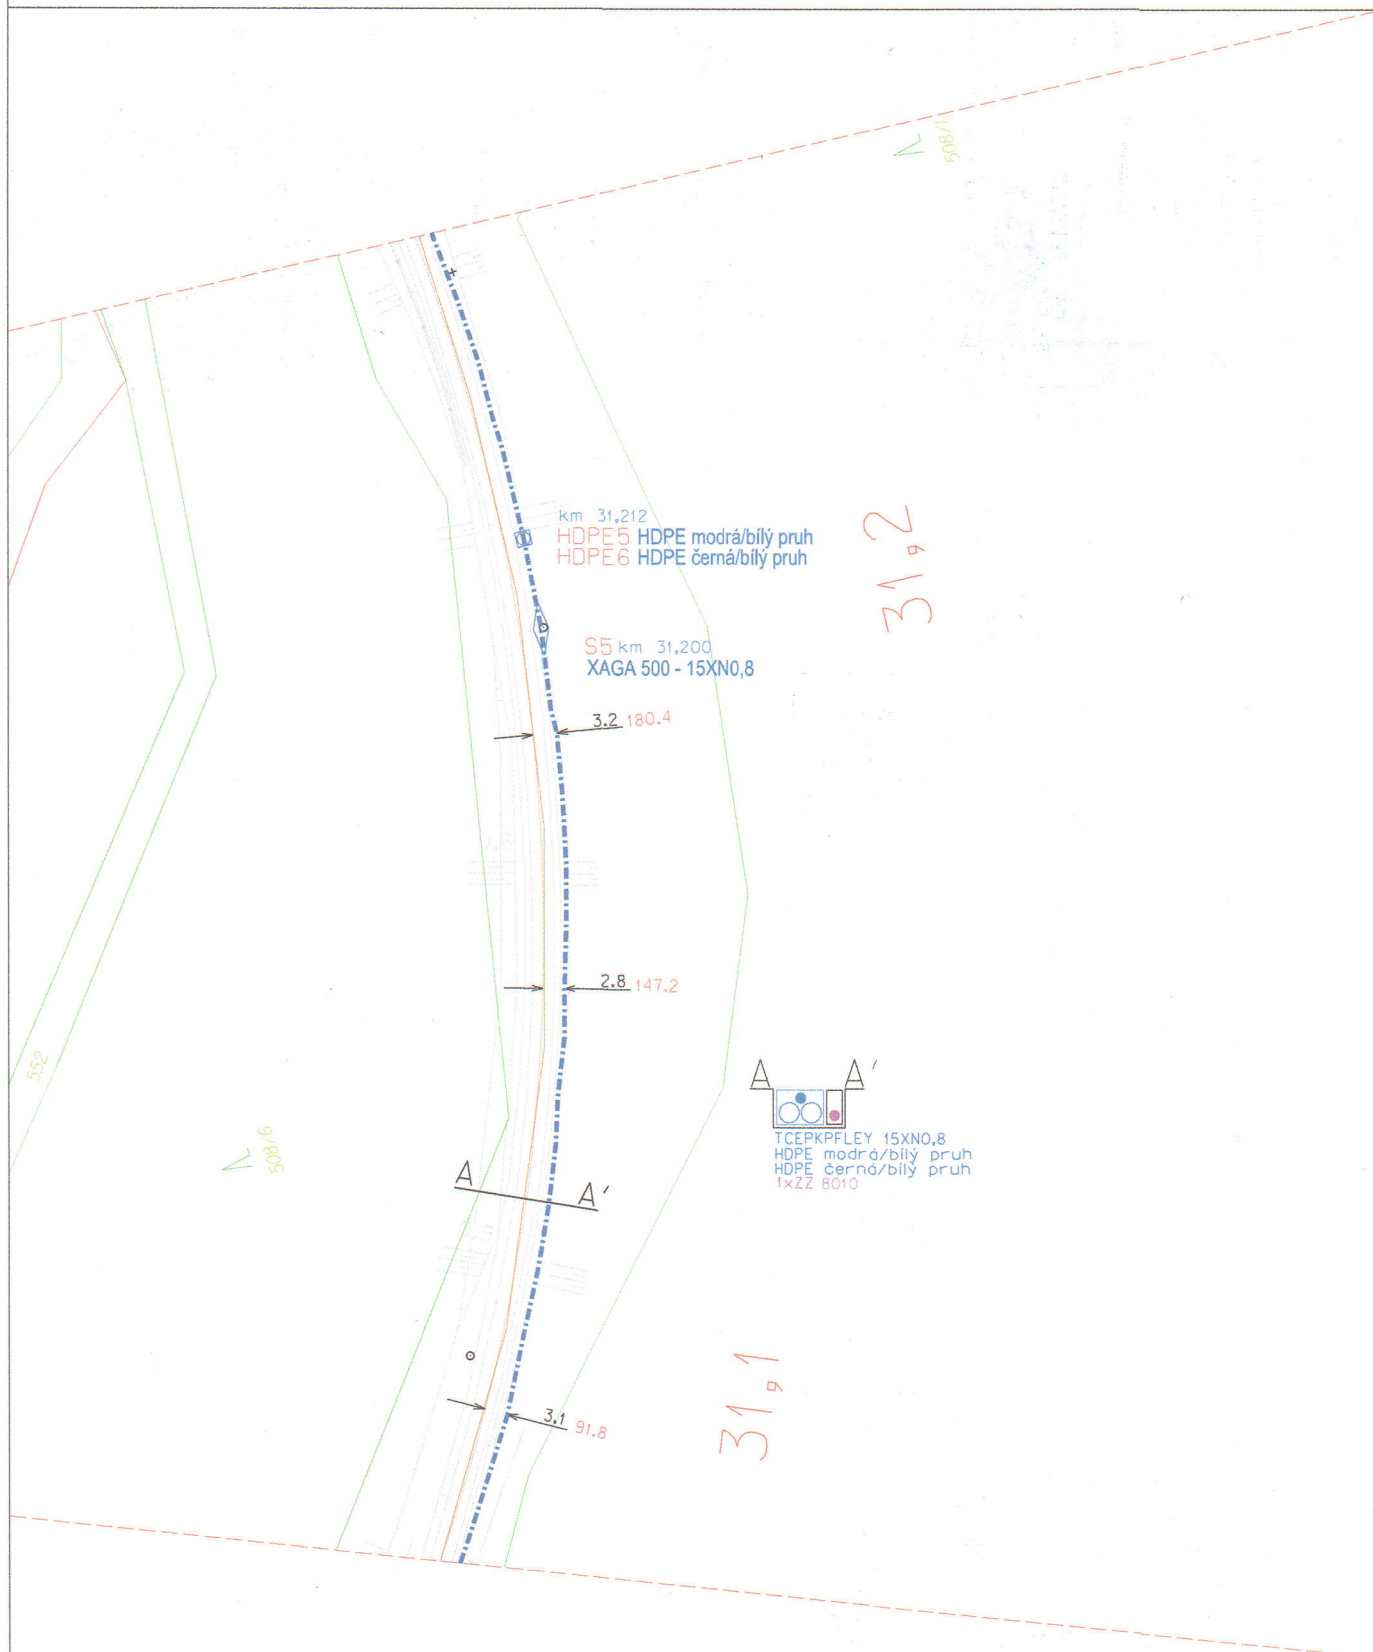 508/1
km 31,212
HDPE5 HDPE modrá/bílý pruh
HDPE6 HDPE černá/bílý pruh
31,2
S5 km 31,200
XAGA 500 - 15XN0,8
3.2 180.4
2.8 147.2
552
508/6
A A'
TCEPKPFLEY 15XN0,8
HDPE modrá/bílý pruh
HDPE černá/bílý pruh
1xZZ 8010
A A'
31,1
3.1 91.8